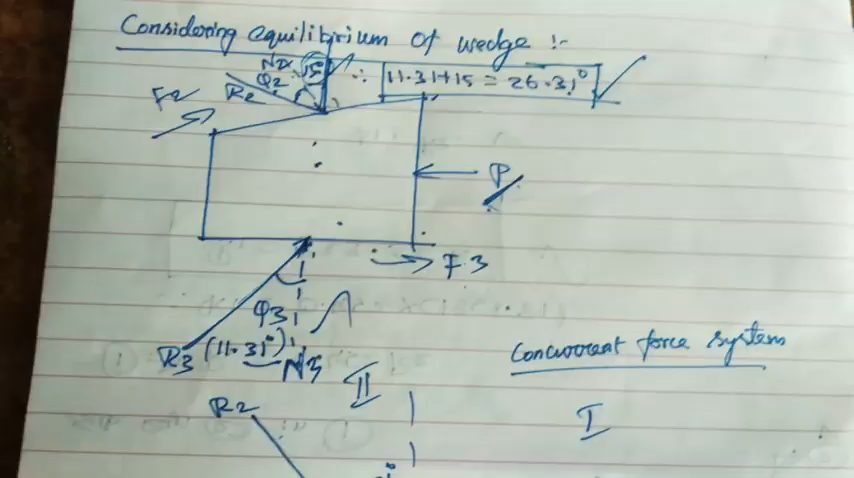 Considering equilibrium of wedge :-
N2 15°
φ2 ∴ 11.31+15 = 26.31°
F2 R2
P
F3
φ3
R3 (11.31°) N3
Concurrent force system
II
R2 I